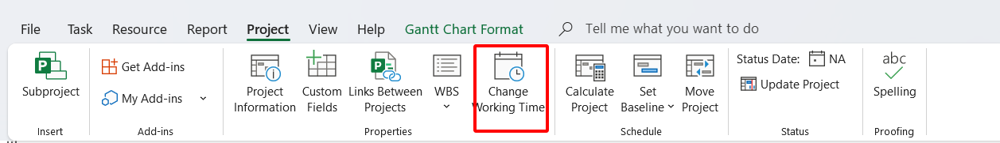 File Task Resource Report Project View Help Gantt Chart Format Tell me what you want to do
Subproject
Insert
Get Add-ins
My Add-ins
Add-ins
Project
Information
Custom
Fields
Links Between
Projects
WBS
Change
Working Time
Properties
Calculate
Project
Set
Baseline
Move
Project
Schedule
Status Date: NA
Update Project
Status
abc
Spelling
Proofing